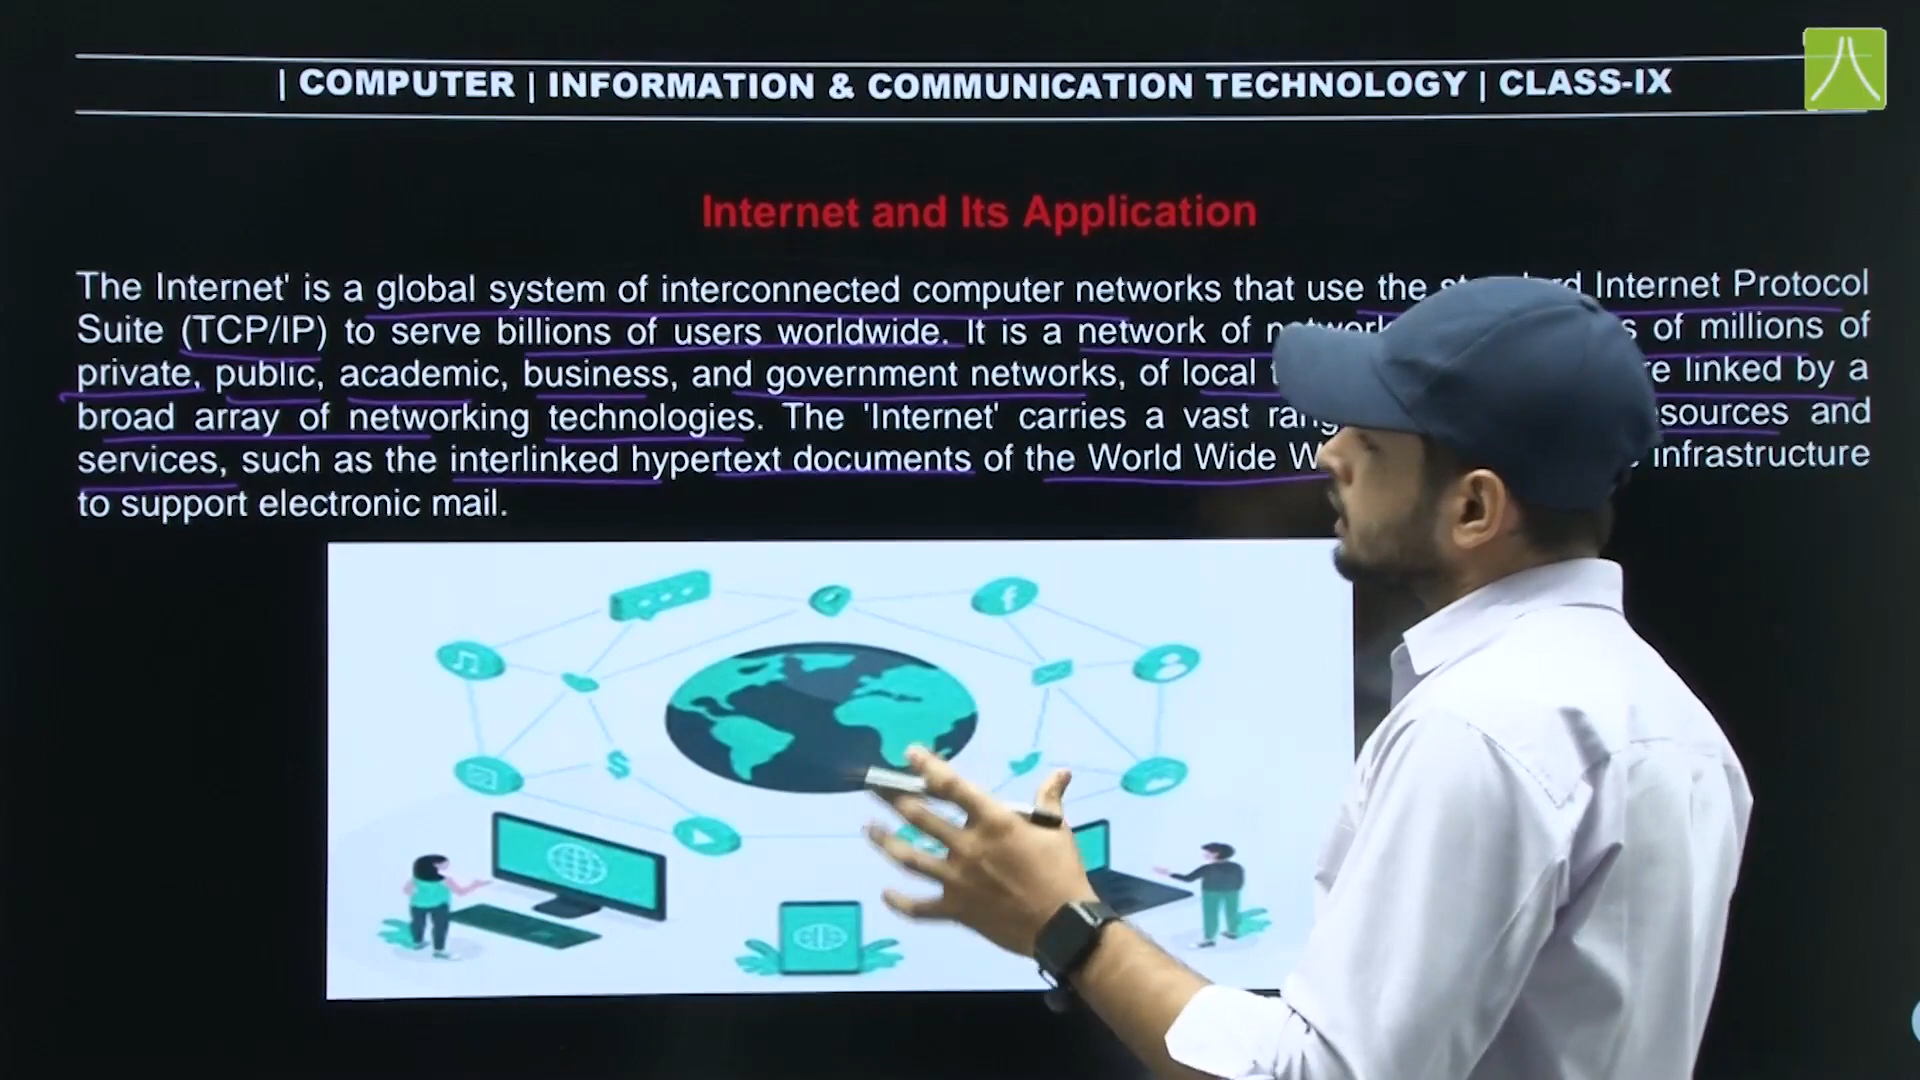 | COMPUTER | INFORMATION & COMMUNICATION TECHNOLOGY | CLASS-IX
Internet and Its Application
The Internet' is a global system of interconnected computer networks that use the Internet Protocol
Suite (TCP/IP) to serve billions of users worldwide. It is a network of of millions of
private, public, academic, business, and government networks, of local linked by a
broad array of networking technologies. The 'Internet' carries a vast and
services, such as the interlinked hypertext documents of the World Wide infrastructure
to support electronic mail.